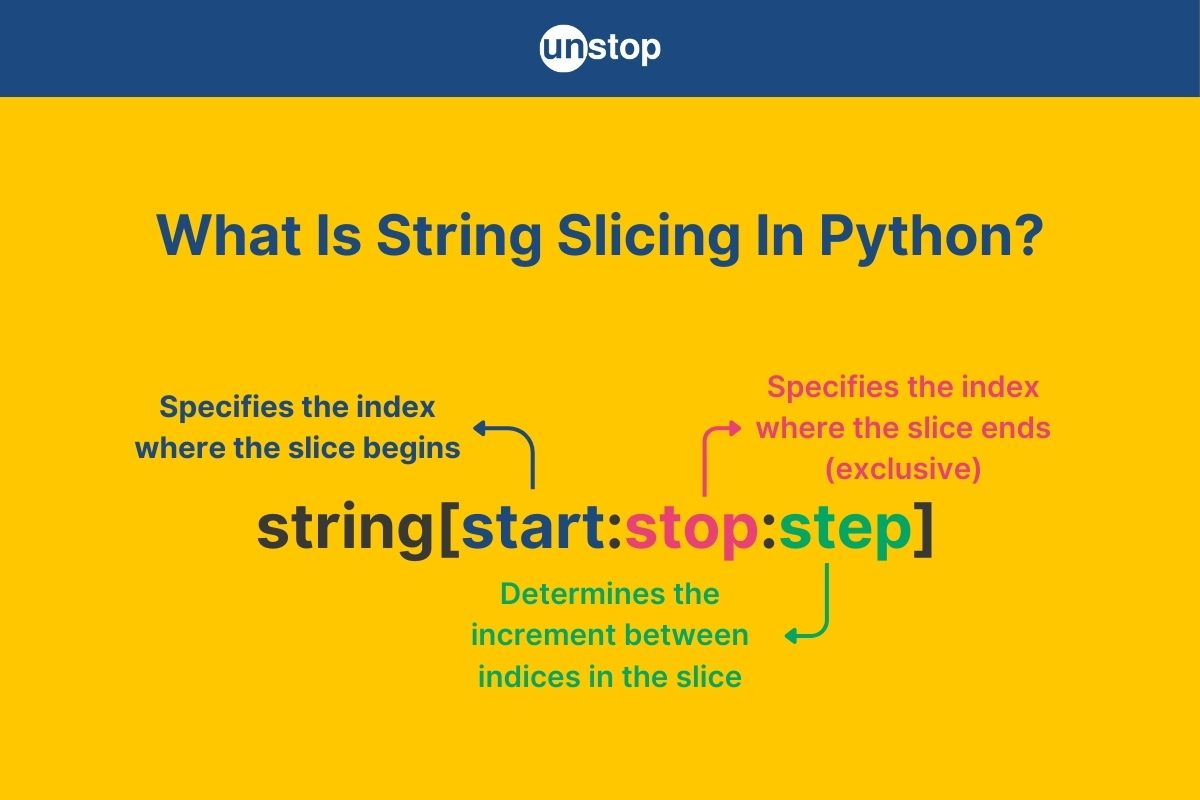 unstop
What Is String Slicing In Python?
Specifies the index
where the slice begins
Specifies the index
where the slice ends
(exclusive)
string[start:stop:step]
Determines the
increment between
indices in the slice